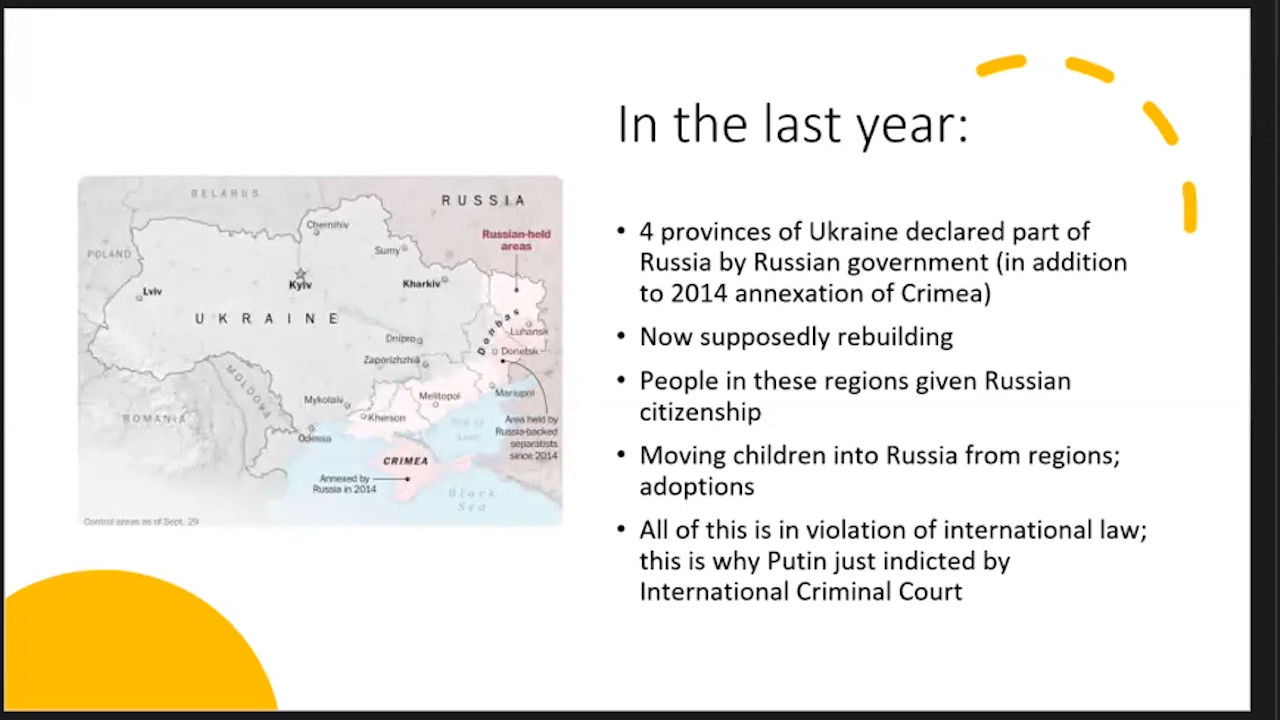 In the last year:
• 4 provinces of Ukraine declared part of
Russia by Russian government (in addition
to 2014 annexation of Crimea)
• Now supposedly rebuilding
• People in these regions given Russian
citizenship
• Moving children into Russia from regions;
adoptions
• All of this is in violation of international law;
this is why Putin just indicted by
International Criminal Court
BELARUS
RUSSIA
Chernihiv
Russian-held
areas
Sumy
POLAND
Kyiv
Kharkiv
Lviv
UKRAINE
Donbas
Luhansk
Dnipro
Donetsk
Zaporizhzhia
MOLDOVA
Mykolaiv
Melitopol
Mariupol
ROMANIA
Kherson
Area held by
Russia-backed
separatists
since 2014
Odessa
Sea of
Azov
CRIMEA
Annexed by
Russia in 2014
Black
Sea
Control areas as of Sept. 29